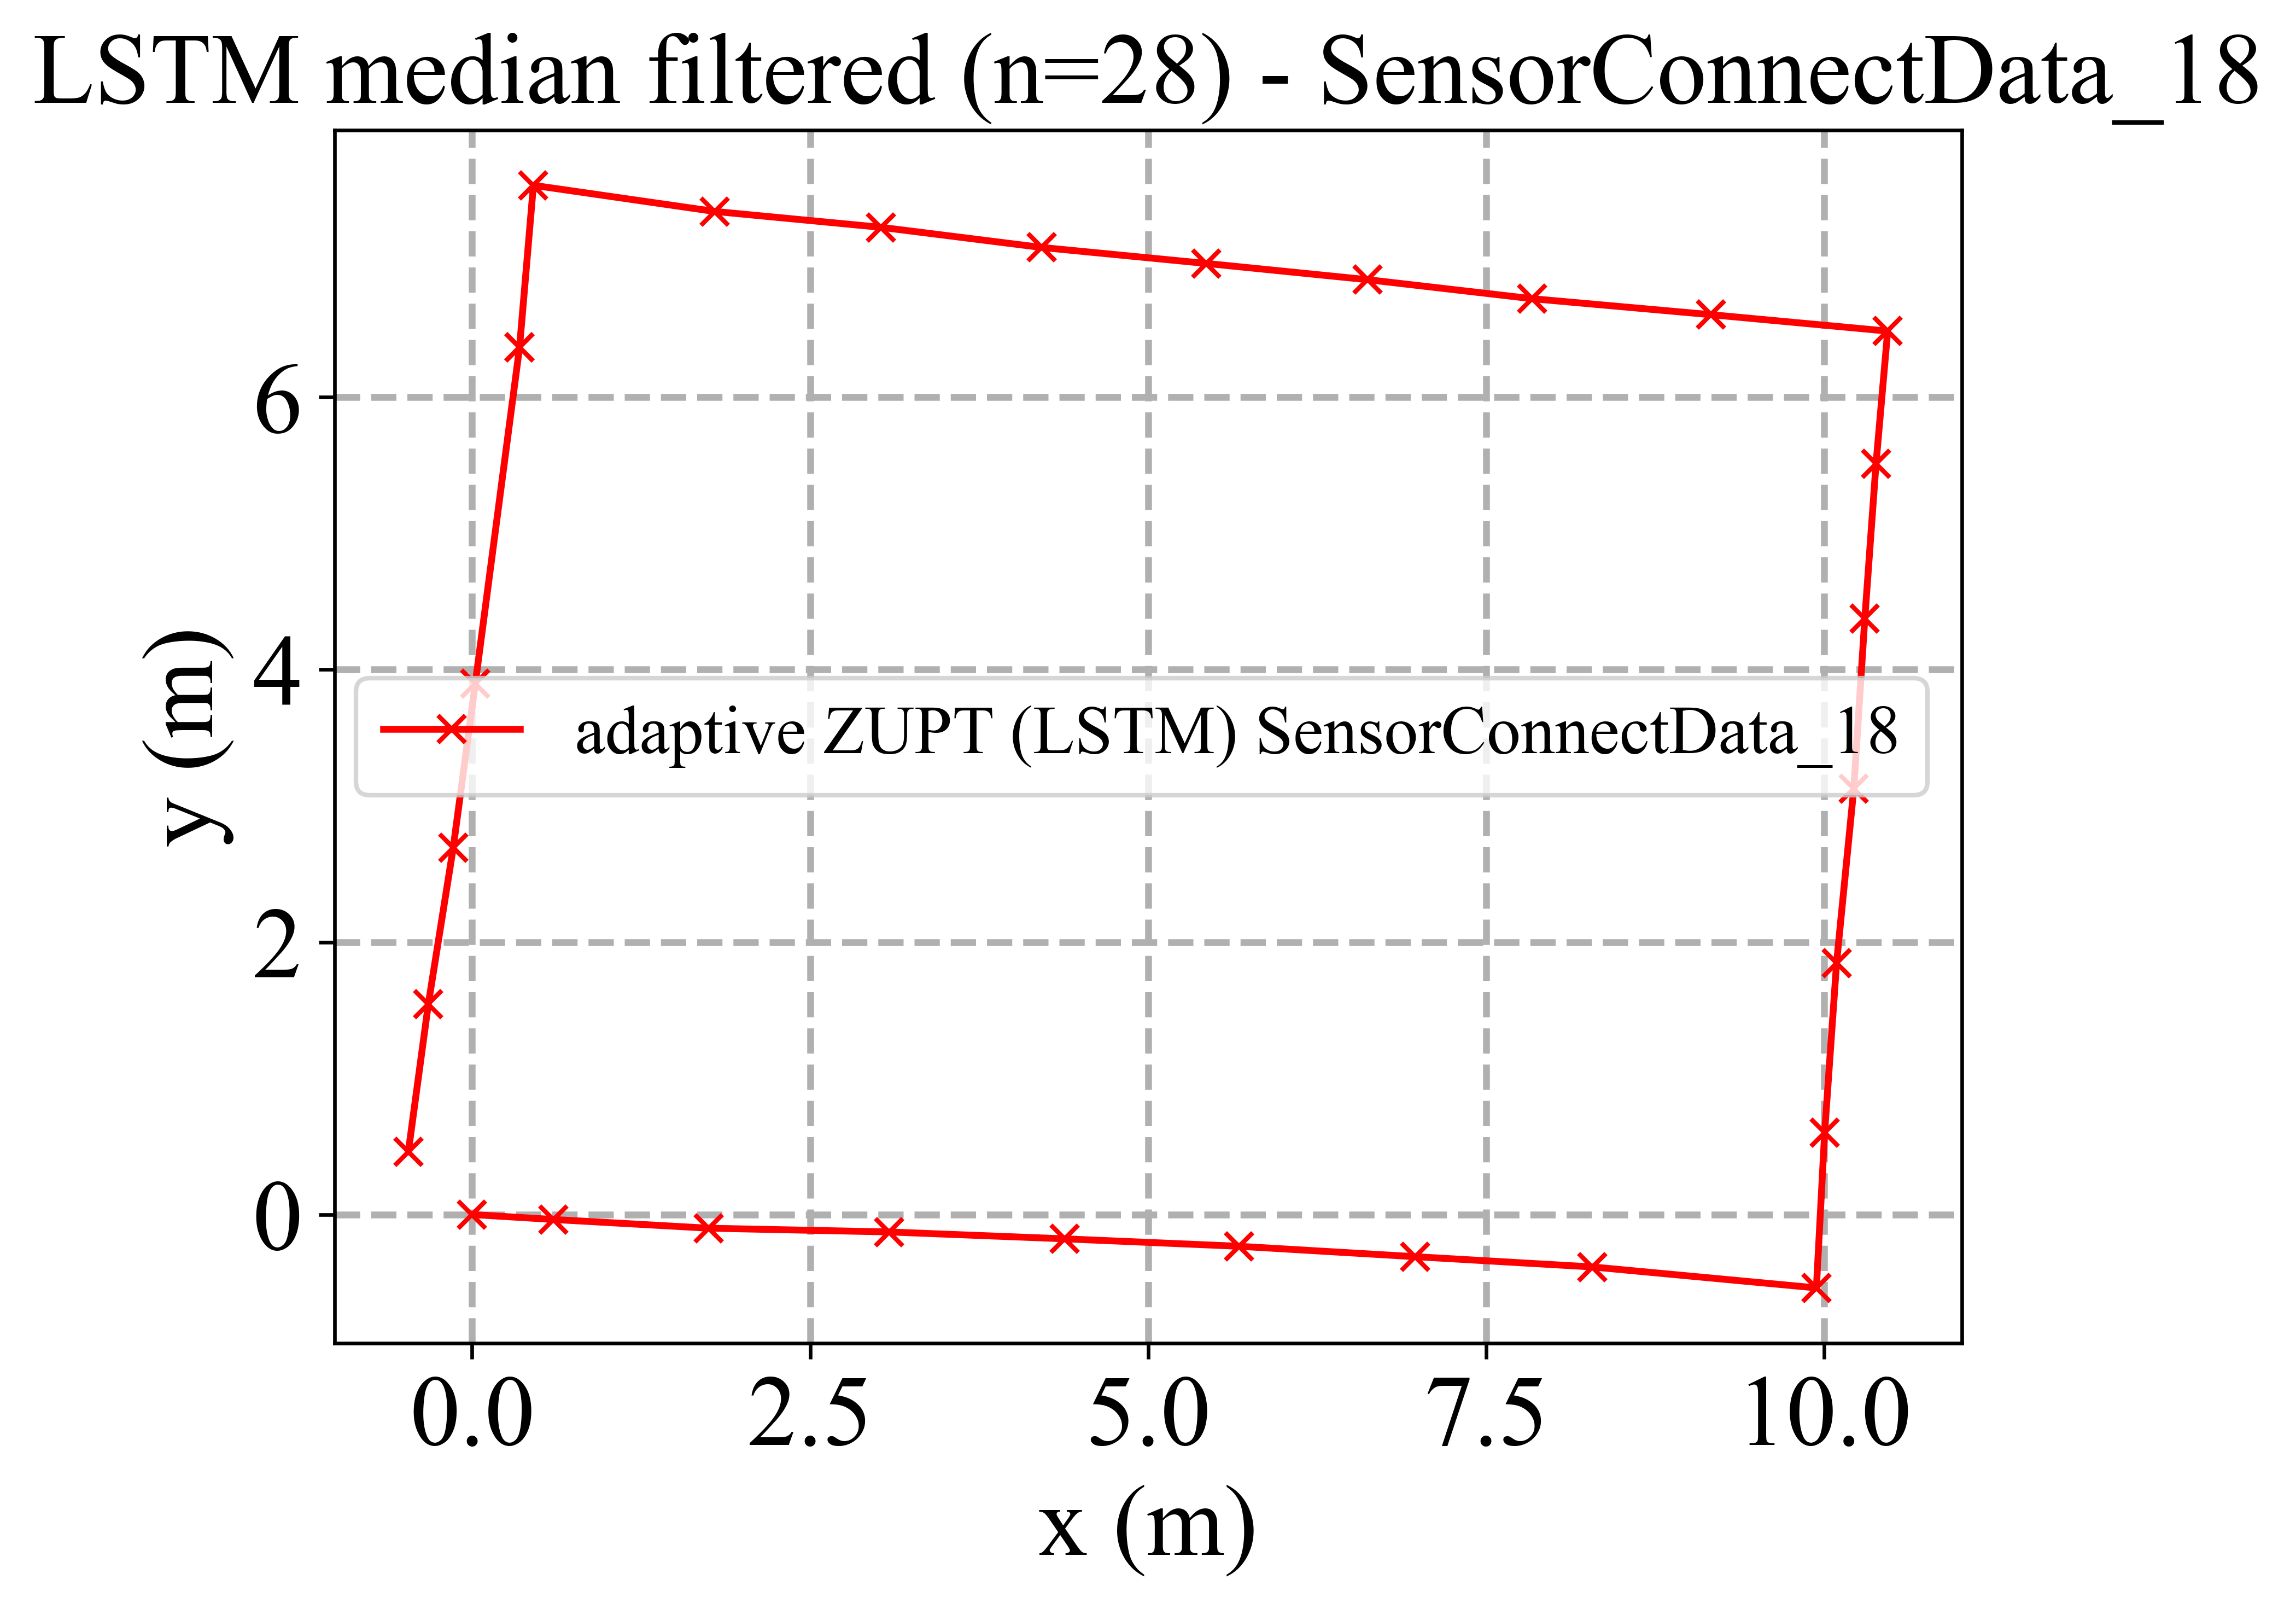 LSTM median filtered (n=28) - SensorConnectData_18
y (m)
6
4
2
0
adaptive ZUPT (LSTM) SensorConnectData_18
0.0 2.5 5.0 7.5 10.0
x (m)